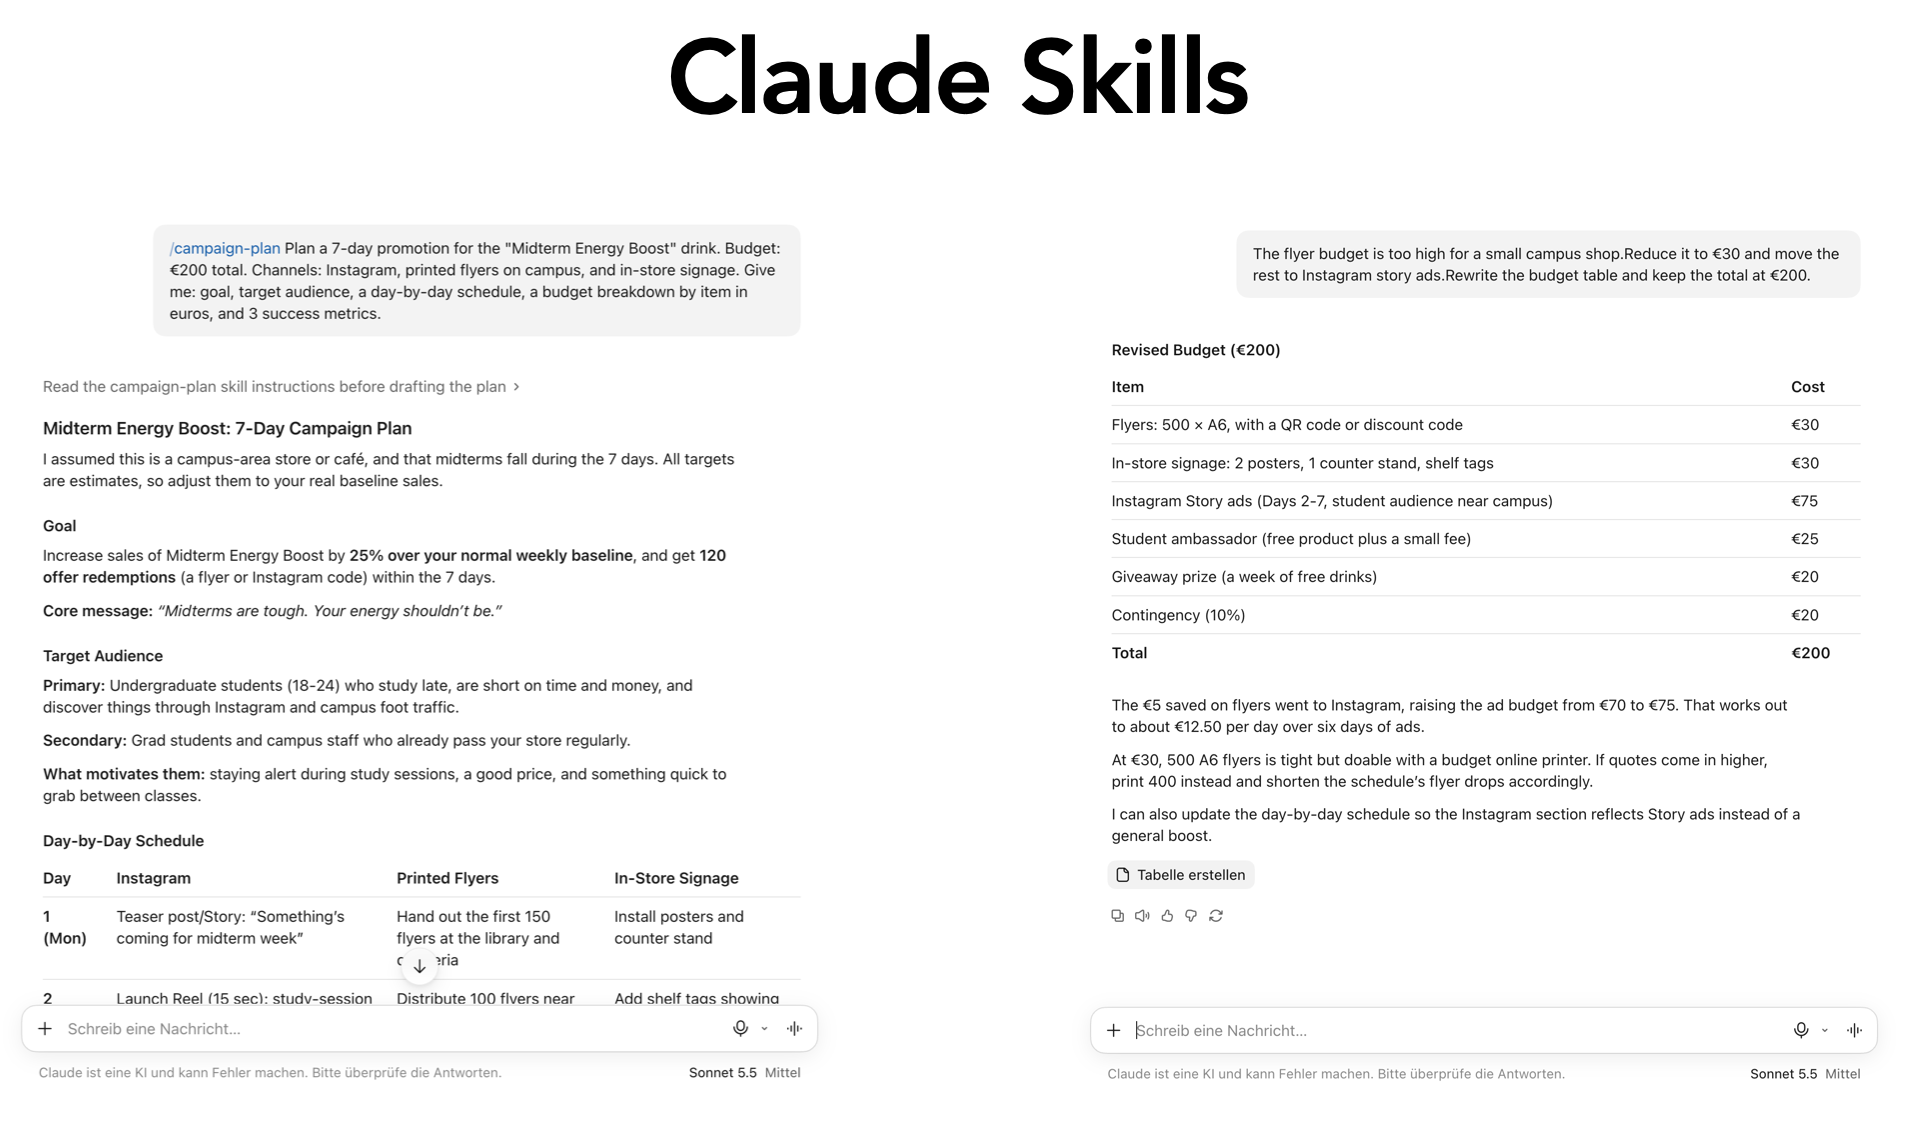 Claude Skills
/campaign-plan Plan a 7-day promotion for the "Midterm Energy Boost" drink. Budget:
€200 total. Channels: Instagram, printed flyers on campus, and in-store signage. Give
me: goal, target audience, a day-by-day schedule, a budget breakdown by item in
euros, and 3 success metrics.
Read the campaign-plan skill instructions before drafting the plan
Midterm Energy Boost: 7-Day Campaign Plan
I assumed this is a campus-area store or café, and that midterms fall during the 7 days. All targets
are estimates, so adjust them to your real baseline sales.
Goal
Increase sales of Midterm Energy Boost by 25% over your normal weekly baseline, and get 120
offer redemptions (a flyer or Instagram code) within the 7 days.
Core message: “Midterms are tough. Your energy shouldn’t be.”
Target Audience
Primary: Undergraduate students (18-24) who study late, are short on time and money, and
discover things through Instagram and campus foot traffic.
Secondary: Grad students and campus staff who already pass your store regularly.
What motivates them: staying alert during study sessions, a good price, and something quick to
grab between classes.
Day-by-Day Schedule
Day Instagram Printed Flyers In-Store Signage
1 Teaser post/Story: “Something’s Hand out the first 150 Install posters and
(Mon) coming for midterm week” flyers at the library and counter stand
2 Launch Reel (15 sec): study-session Distribute 100 flyers near Add shelf tags showing
Schreib eine Nachricht...
Claude ist eine KI und kann Fehler machen. Bitte überprüfe die Antworten. Sonnet 5.5 Mittel
The flyer budget is too high for a small campus shop.Reduce it to €30 and move the
rest to Instagram story ads.Rewrite the budget table and keep the total at €200.
Revised Budget (€200)
Item Cost
Flyers: 500 × A6, with a QR code or discount code €30
In-store signage: 2 posters, 1 counter stand, shelf tags €30
Instagram Story ads (Days 2-7, student audience near campus) €75
Student ambassador (free product plus a small fee) €25
Giveaway prize (a week of free drinks) €20
Contingency (10%) €20
Total €200
The €5 saved on flyers went to Instagram, raising the ad budget from €70 to €75. That works out
to about €12.50 per day over six days of ads.
At €30, 500 A6 flyers is tight but doable with a budget online printer. If quotes come in higher,
print 400 instead and shorten the schedule’s flyer drops accordingly.
I can also update the day-by-day schedule so the Instagram section reflects Story ads instead of a
general boost.
Tabelle erstellen
Schreib eine Nachricht...
Claude ist eine KI und kann Fehler machen. Bitte überprüfe die Antworten. Sonnet 5.5 Mittel